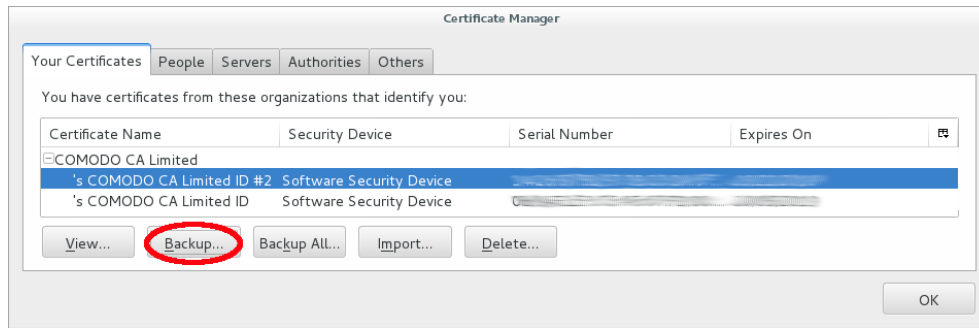 Certificate Manager
Your Certificates People Servers Authorities Others
You have certificates from these organizations that identify you:
Certificate Name Security Device Serial Number Expires On
COMODO CA Limited
's COMODO CA Limited ID #2 Software Security Device
's COMODO CA Limited ID Software Security Device
View... Backup... Backup All... Import... Delete...
OK